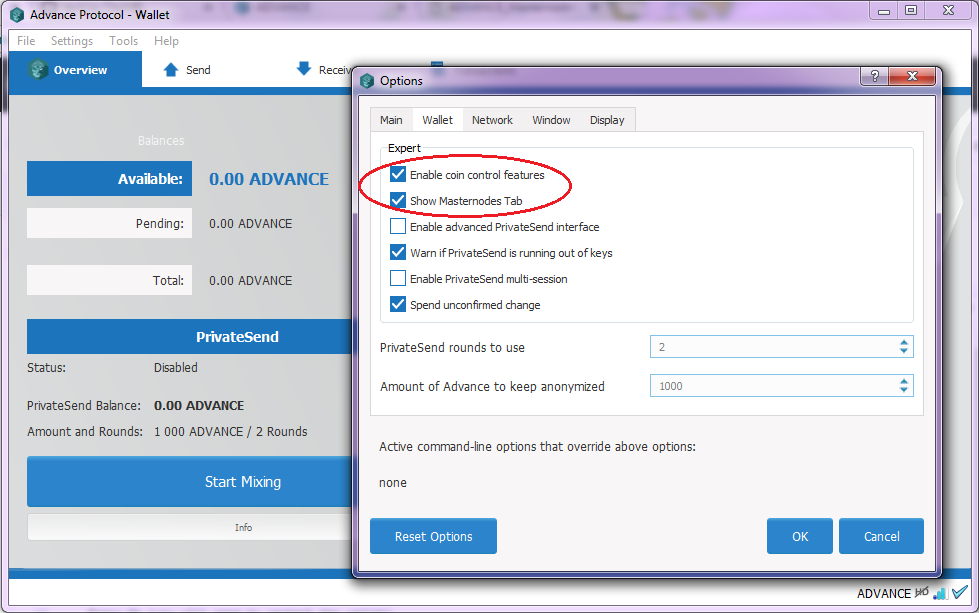 Advance Protocol - Wallet
File Settings Tools Help
Overview Send
Options
Main Wallet Network Window Display
Expert
Enable coin control features
Show Masternodes Tab
Enable advanced PrivateSend interface
Warn if PrivateSend is running out of keys
Enable PrivateSend multi-session
Spend unconfirmed change
PrivateSend rounds to use 2
Amount of Advance to keep anonymized 1000
Active command-line options that override above options:
none
Reset Options OK Cancel
Balances
Available: 0.00 ADVANCE
Pending: 0.00 ADVANCE
Total: 0.00 ADVANCE
PrivateSend
Status: Disabled
PrivateSend Balance: 0.00 ADVANCE
Amount and Rounds: 1 000 ADVANCE / 2 Rounds
Start Mixing
Info
ADVANCE HD